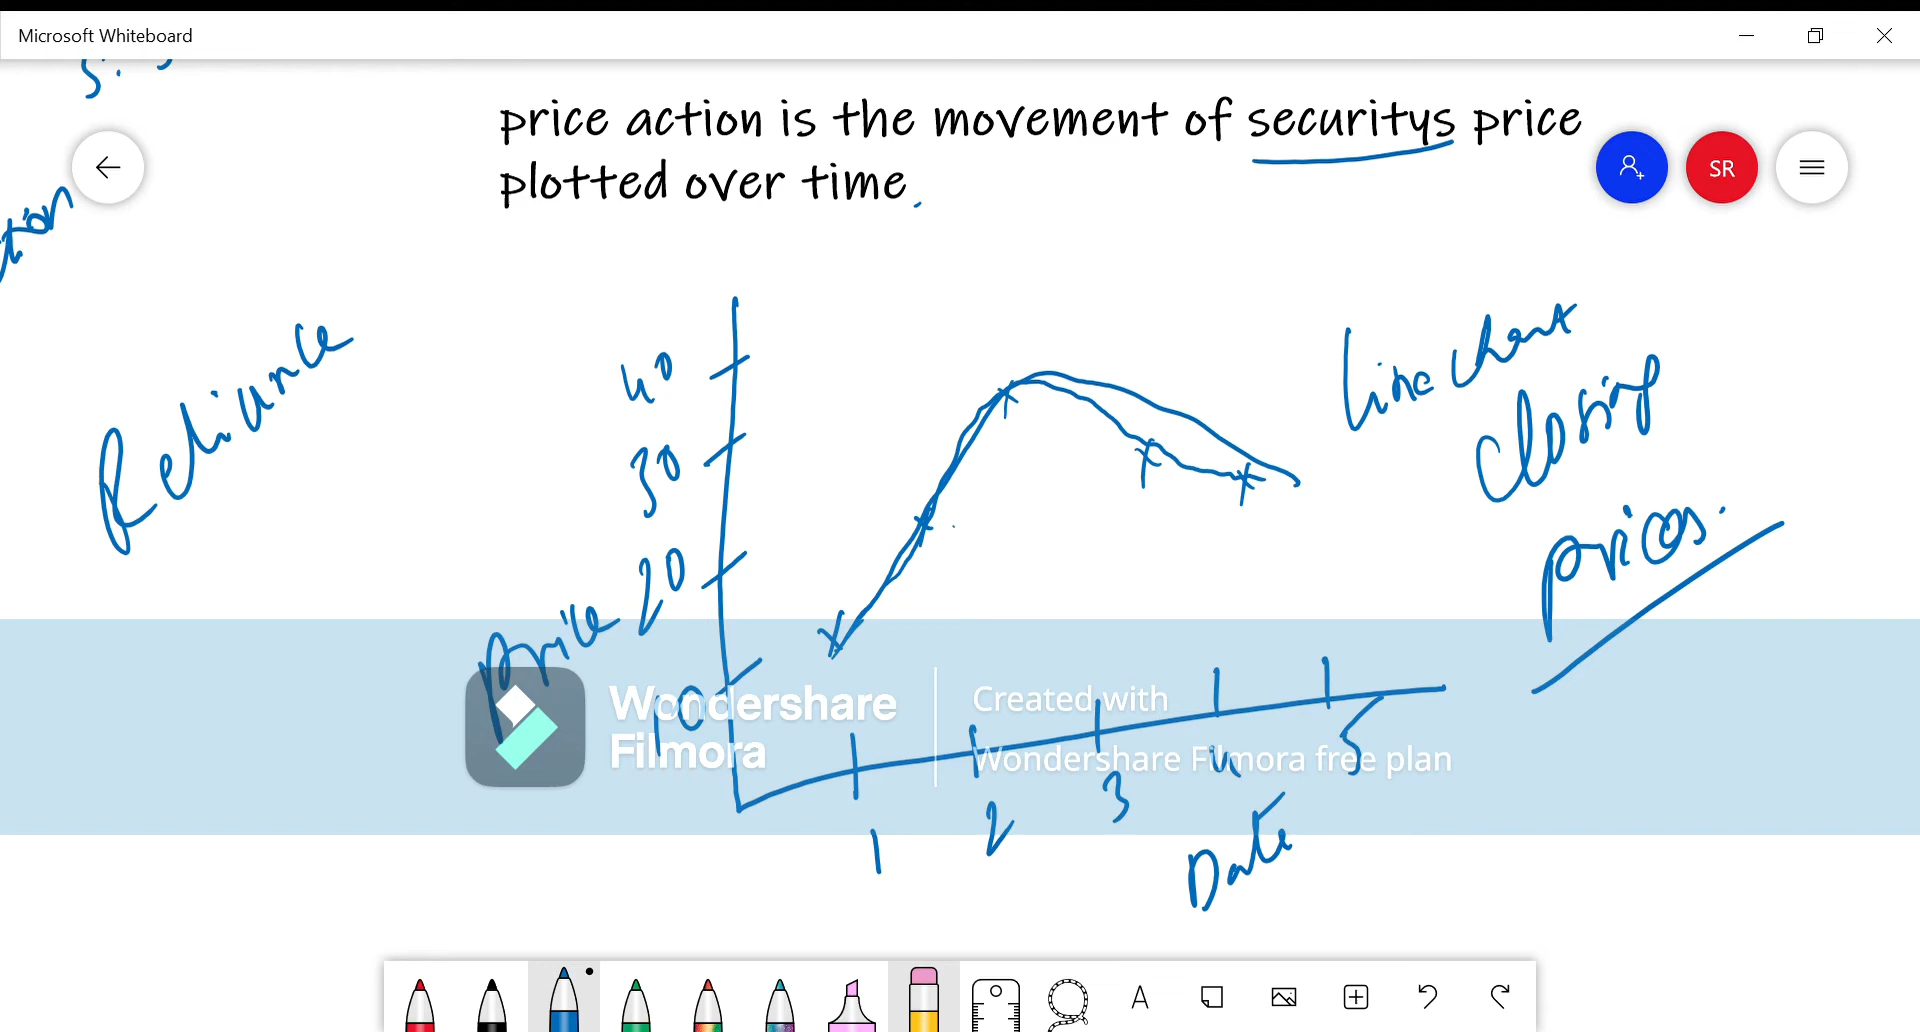 Microsoft Whiteboard
price action is the movement of securitys price
plotted over time.
SR
tion
Reliance
Line chart
closing
prices.
40
30
20
10
price
Wondershare
Filmora
Created with
Wondershare Filmora free plan
1
2
3
4
5
Date
A